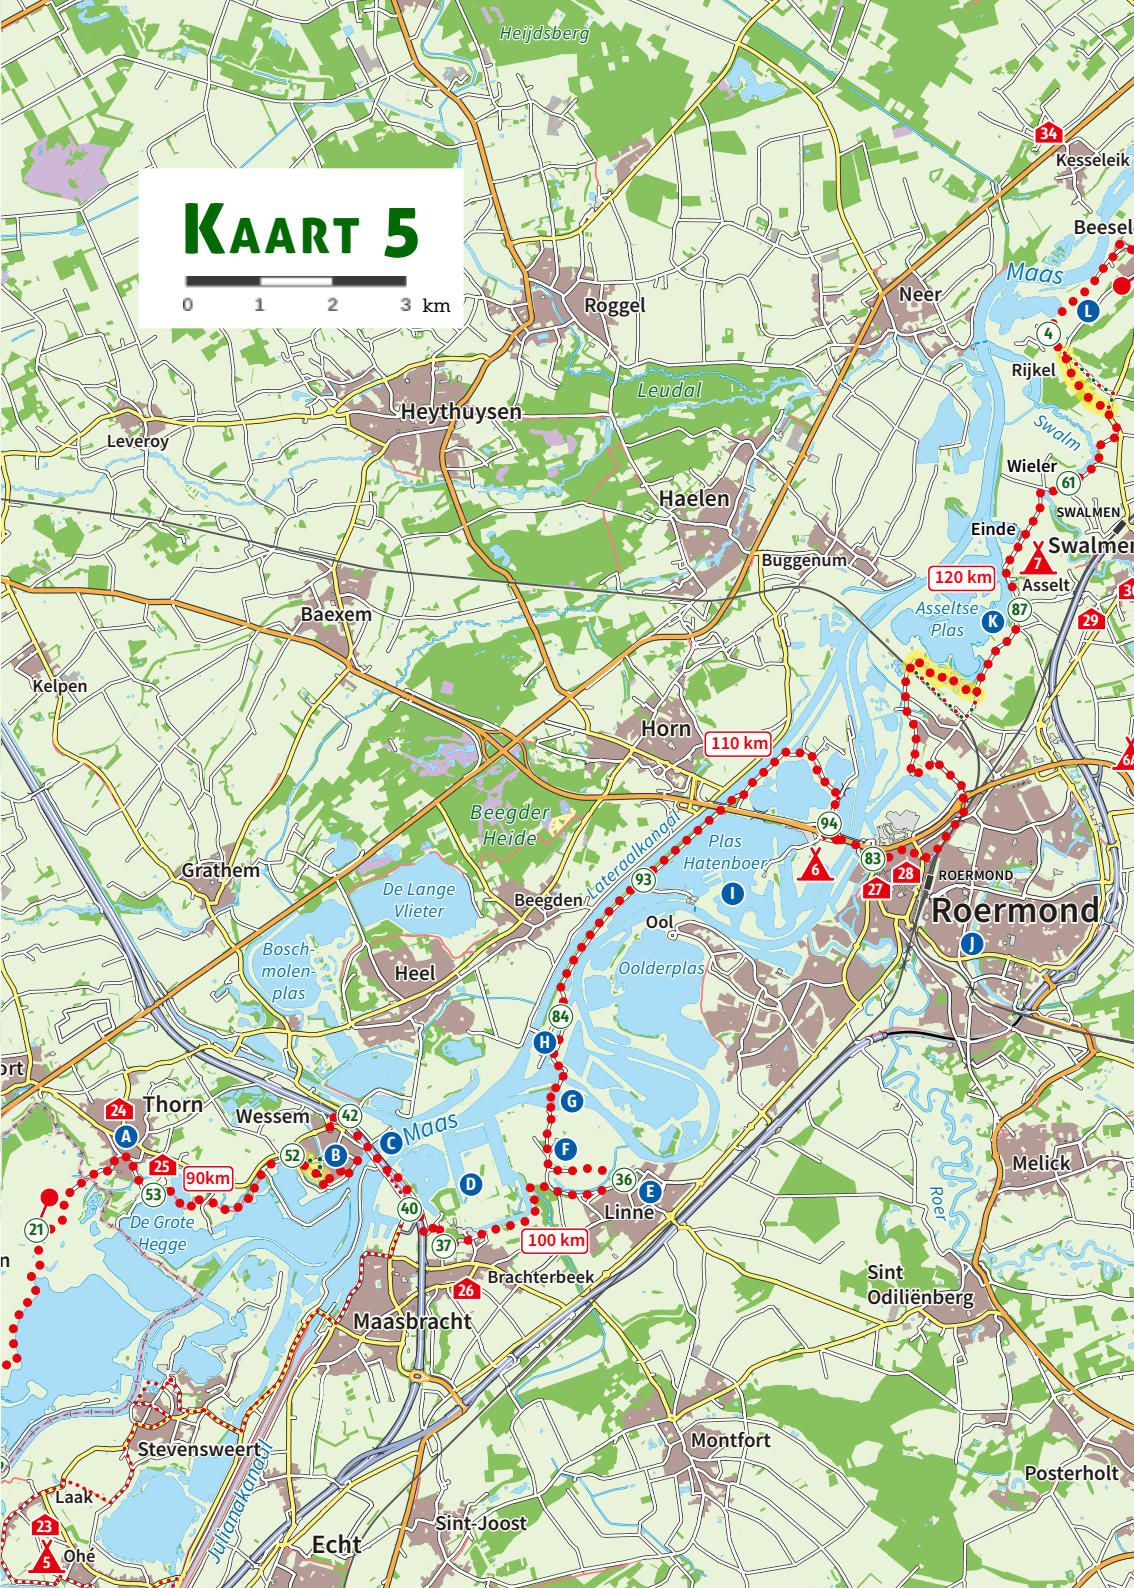 Heijdsberg
34
Kesseleik
KAART 5
0 1 2 3 km
Beesel
Maas
Neer
Roggel
L
4
Rijkel
Leudal
Heythuysen
Swalm
Leveroy
Wieler
61
Haelen
SWALMEN
Einde
Swalmen
Buggenum
7
120 km
Asselt
30
Asseltse
Plas
87
K
29
Baexem
Kelpen
Horn
110 km
6A
Beegder
Heide
94
Plas
Hatenboer
Lateraalkanaal
83
6
28
ROERMOND
Grathem
93
27
De Lange
Vlieter
I
Beegden
Roermond
Ool
J
Bosch-
molen-
plas
Heel
Oolderplas
84
H
ort
24
Thorn
G
Wessem
42
A
C
Maas
F
52
B
25
Melick
90km
D
36
E
53
Roer
21
40
Linne
De Grote
Hegge
37
100 km
n
Brachterbeek
26
Sint
Odiliënberg
Maasbracht
Stevensweert
Montfort
Julianakanaal
Posterholt
Laak
23
Sint-Joost
Echt
Ohé
5